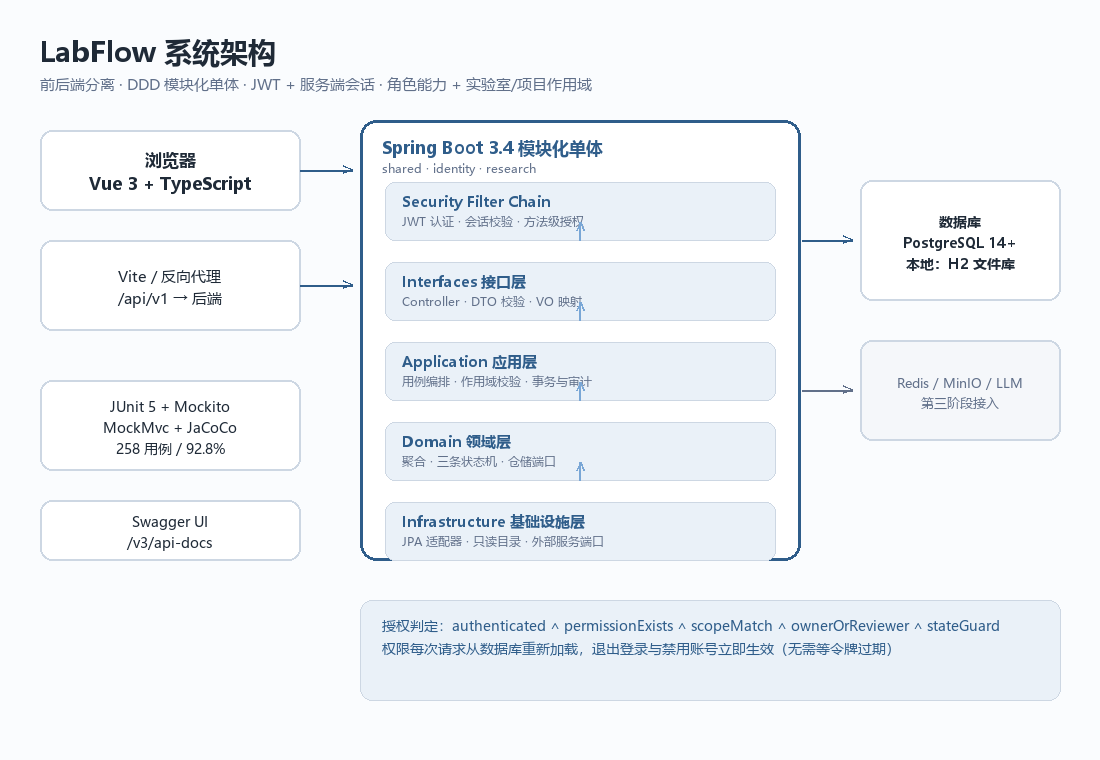 LabFlow 系统架构
前后端分离 · DDD 模块化单体 · JWT + 服务端会话 · 角色能力 + 实验室/项目作用域
浏览器
Vue 3 + TypeScript
Vite / 反向代理
/api/v1 → 后端
JUnit 5 + Mockito
MockMvc + JaCoCo
258 用例 / 92.8%
Swagger UI
/v3/api-docs
Spring Boot 3.4 模块化单体
shared · identity · research
Security Filter Chain
JWT 认证 · 会话校验 · 方法级授权
Interfaces 接口层
Controller · DTO 校验 · VO 映射
Application 应用层
用例编排 · 作用域校验 · 事务与审计
Domain 领域层
聚合 · 三条状态机 · 仓储端口
Infrastructure 基础设施层
JPA 适配器 · 只读目录 · 外部服务端口
数据库
PostgreSQL 14+
本地：H2 文件库
Redis / MinIO / LLM
第三阶段接入
授权判定：authenticated ∧ permissionExists ∧ scopeMatch ∧ ownerOrReviewer ∧ stateGuard
权限每次请求从数据库重新加载，退出登录与禁用账号立即生效（无需等令牌过期）